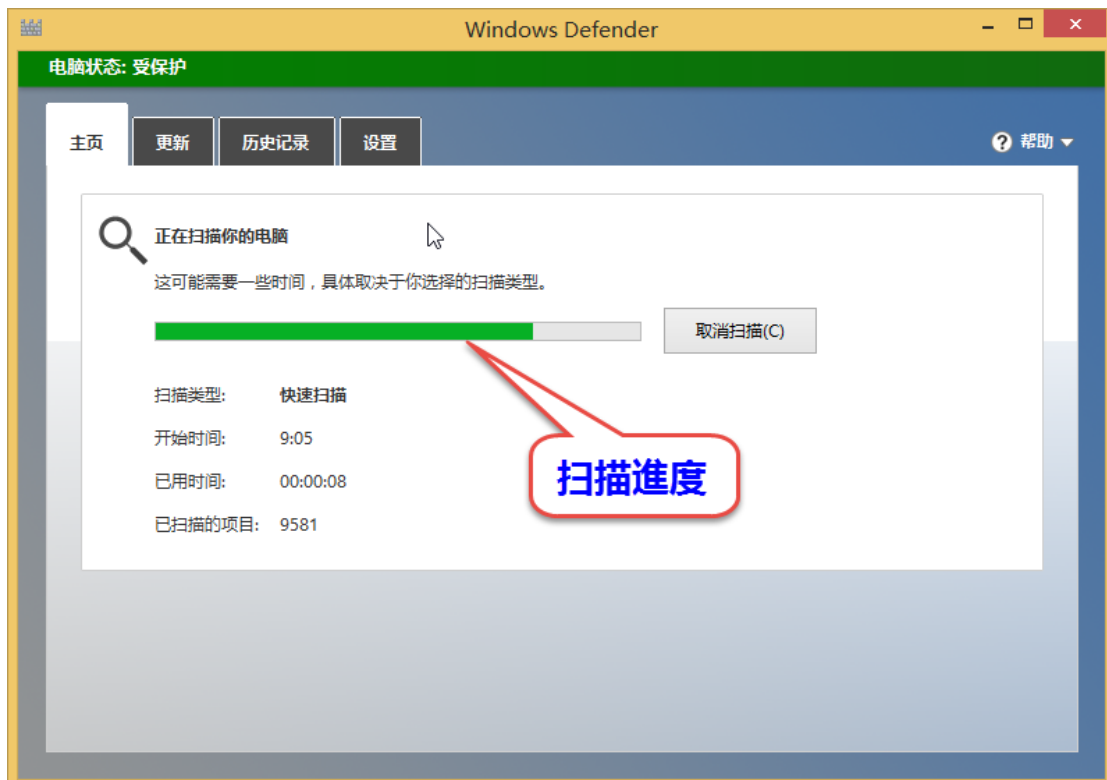 Windows Defender
电脑状态: 受保护
主页 更新 历史记录 设置 帮助
正在扫描你的电脑
这可能需要一些时间，具体取决于你选择的扫描类型。
取消扫描(C)
扫描类型: 快速扫描
开始时间: 9:05
已用时间: 00:00:08
已扫描的项目: 9581
扫描進度